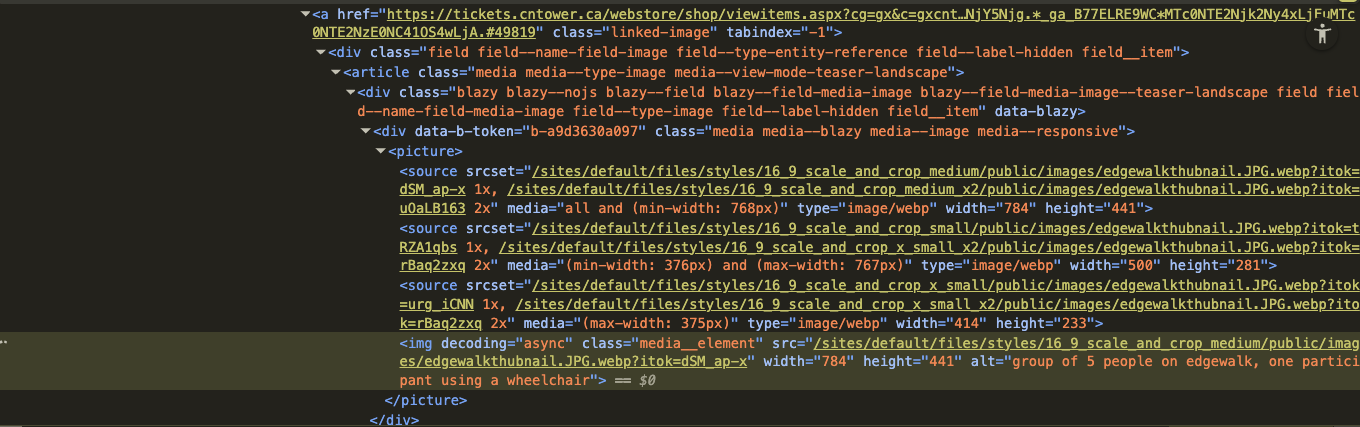 ▼<a href="https://tickets.cntower.ca/webstore/shop/viewitems.aspx?cg=gx&c=gxcnt…NjY5Njg.*_ga_B77ELRE9WC*MTc0NTE2Njk2Ny4xLjEuMTc
0NTE2NzE0NC41OS4wLjA.#49819" class="linked-image" tabindex="-1">
▼<div class="field field--name-field-image field--type-entity-reference field--label-hidden field__item">
▼<article class="media media--type-image media--view-mode-teaser-landscape">
▼<div class="blazy blazy--nojs blazy--field blazy--field-media-image blazy--field-media-image--teaser-landscape field fiel
d--name-field-media-image field--type-image field--label-hidden field__item" data-blazy>
▼<div data-b-token="b-a9d3630a097" class="media media--blazy media--image media--responsive">
▼<picture>
<source srcset="/sites/default/files/styles/16_9_scale_and_crop_medium/public/images/edgewalkthubnail.JPG.webp?itok=
dSM_ap-x 1x, /sites/default/files/styles/16_9_scale_and_crop_medium_x2/public/images/edgewalkthubnail.JPG.webp?itok=
uOaLB163 2x" media="all and (min-width: 768px)" type="image/webp" width="784" height="441">
<source srcset="/sites/default/files/styles/16_9_scale_and_crop_small/public/images/edgewalkthubnail.JPG.webp?itok=t
RZA1qbs 1x, /sites/default/files/styles/16_9_scale_and_crop_x_small_x2/public/images/edgewalkthubnail.JPG.webp?itok=
rBaq2zxq 2x" media="(min-width: 376px) and (max-width: 767px)" type="image/webp" width="500" height="281">
<source srcset="/sites/default/files/styles/16_9_scale_and_crop_x_small/public/images/edgewalkthubnail.JPG.webp?itok
=urg_iCNN 1x, /sites/default/files/styles/16_9_scale_and_crop_x_small_x2/public/images/edgewalkthubnail.JPG.webp?ito
k=rBaq2zxq 2x" media="(max-width: 375px)" type="image/webp" width="414" height="233">
<img decoding="async" class="media__element" src="/sites/default/files/styles/16_9_scale_and_crop_medium/public/imag
es/edgewalkthubnail.JPG.webp?itok=dSM_ap-x" width="784" height="441" alt="group of 5 people on edgewalk, one partici
pant using a wheelchair"> == $0
</picture>
</div>